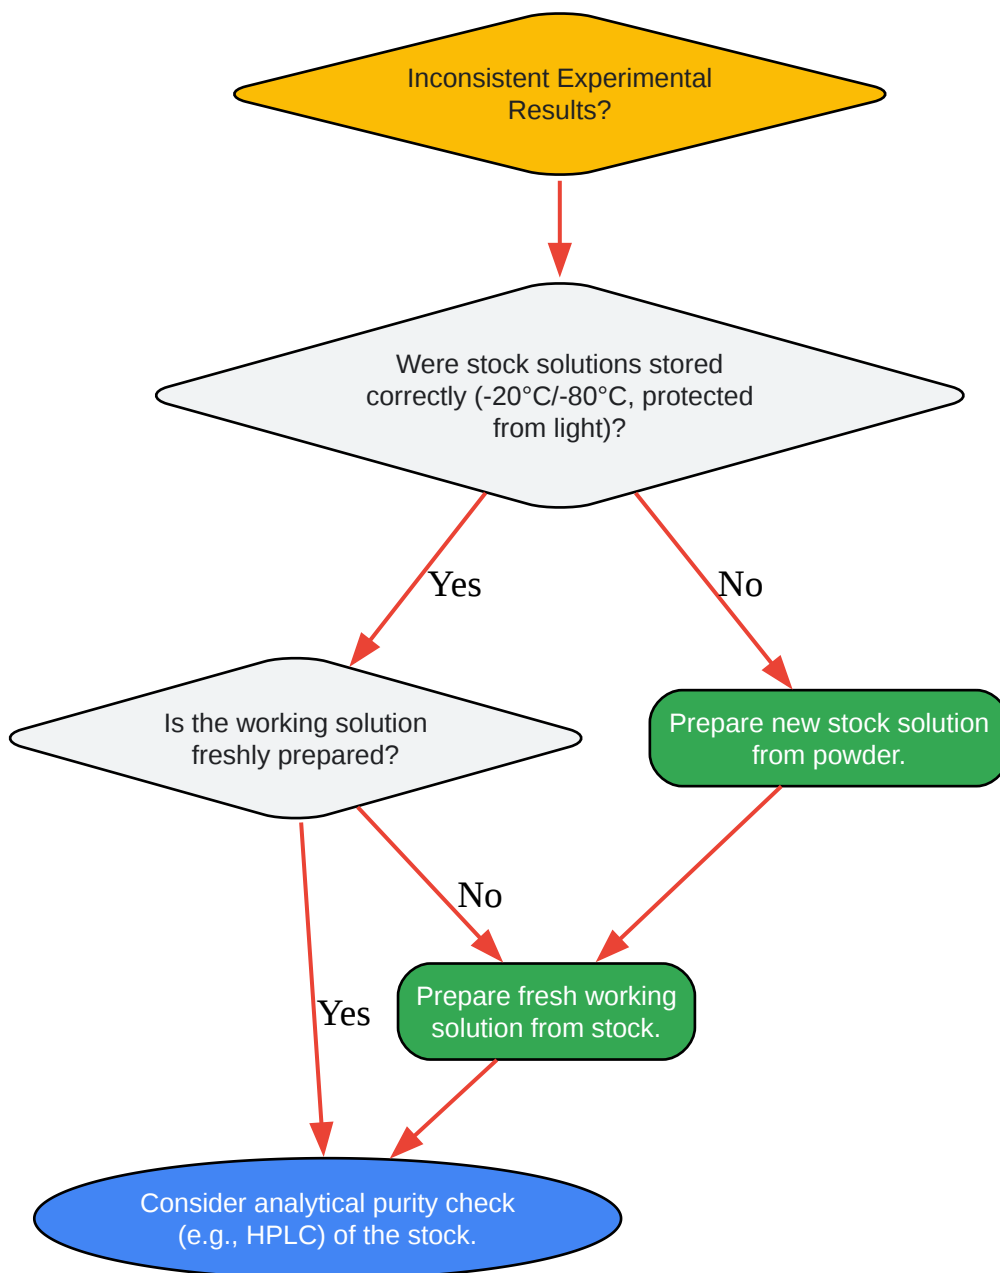 Inconsistent Experimental
Results?
Were stock solutions stored
correctly (-20°C/-80°C, protected
from light)?
Yes
No
Is the working solution
freshly prepared?
Prepare new stock solution
from powder.
No
Prepare fresh working
solution from stock.
Yes
Consider analytical purity check
(e.g., HPLC) of the stock.